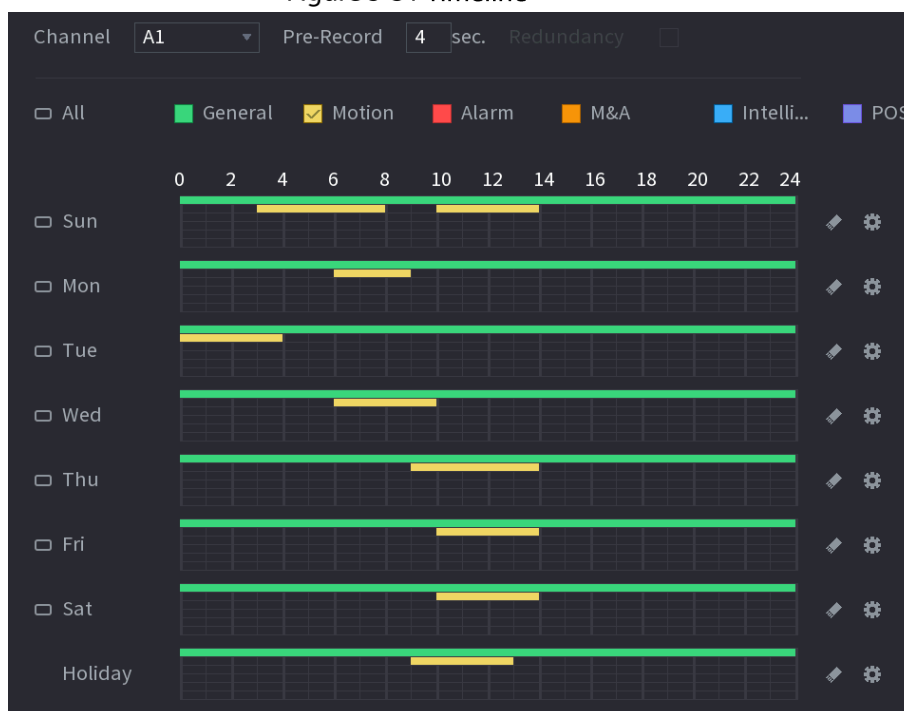 Channel A1 Pre-Record 4 sec. Redundancy
All General Motion Alarm M&A Intelli... POS
0 2 4 6 8 10 12 14 16 18 20 22 24
Sun
Mon
Tue
Wed
Thu
Fri
Sat
Holiday